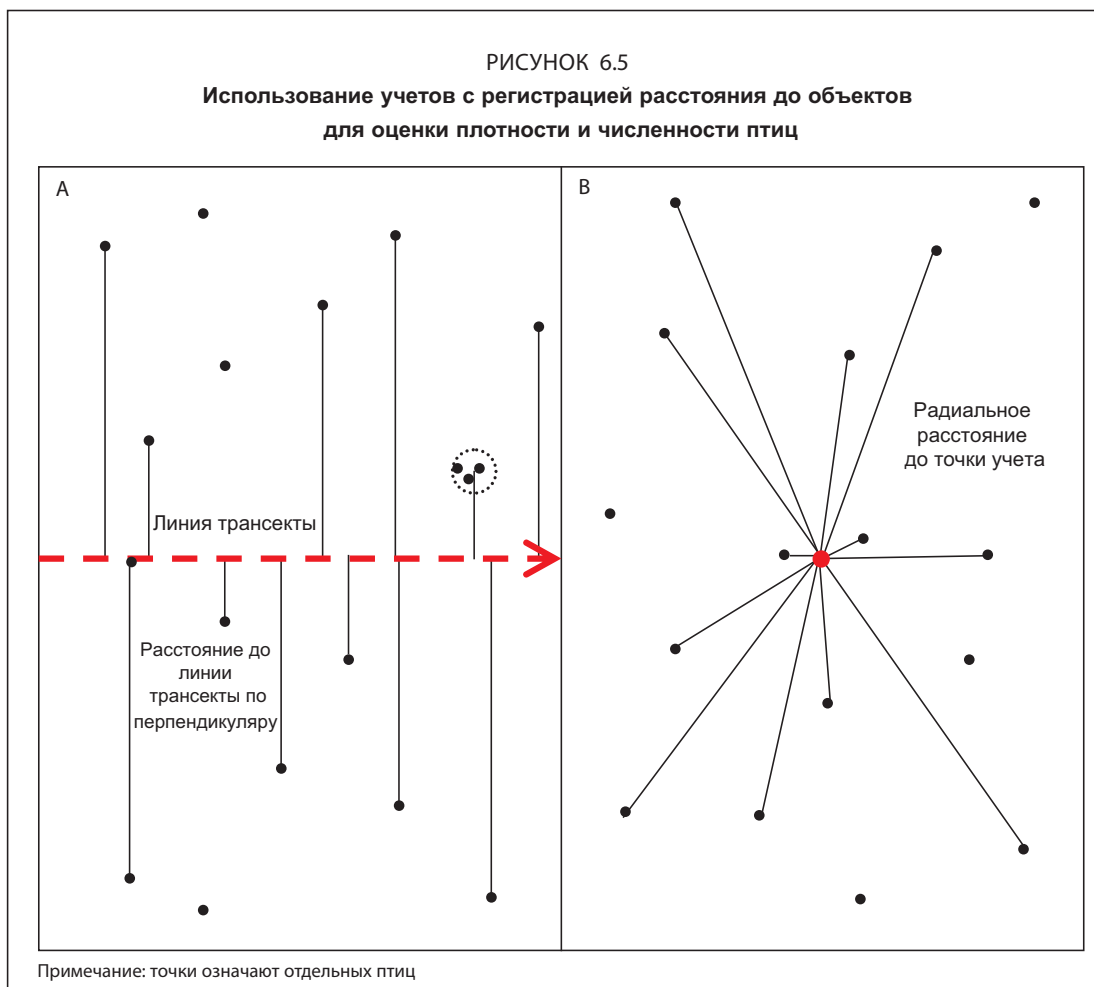 РИСУНОК 6.5
Использование учетов с регистрацией расстояния до объектов
для оценки плотности и численности птиц
A
Линия трансекты
Расстояние до
линии
трансекты по
перпендикуляру
B
Радиальное
расстояние
до точки учета
Примечание: точки означают отдельных птиц